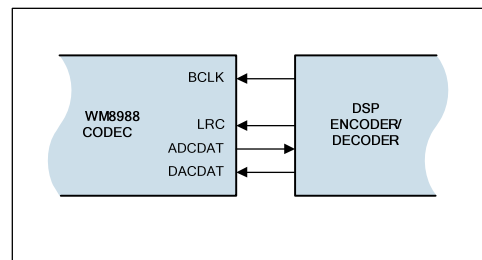 BCLK
WM8988
CODEC
LRC
ADCDAT
DACDAT
DSP
ENCODER/
DECODER